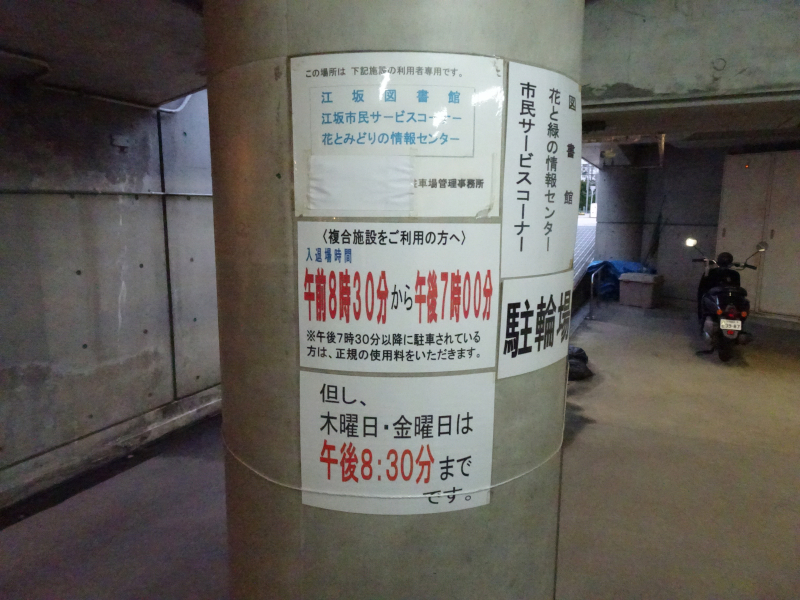 この場所は 下記施設の利用者専用です。
江坂図書館
江坂市民サービスコーナー
花とみどりの情報センター
車場管理事務所
〈複合施設をご利用の方へ〉
入退場時間
午前8時30分から午後7時00分
※午後7時30分以降に駐車されている
方は、正規の使用料をいただきます。
但し、
木曜日・金曜日は
午後8:30分まで
です。
図書館
花と緑の情報センター
市民サービスコーナー
駐輪場